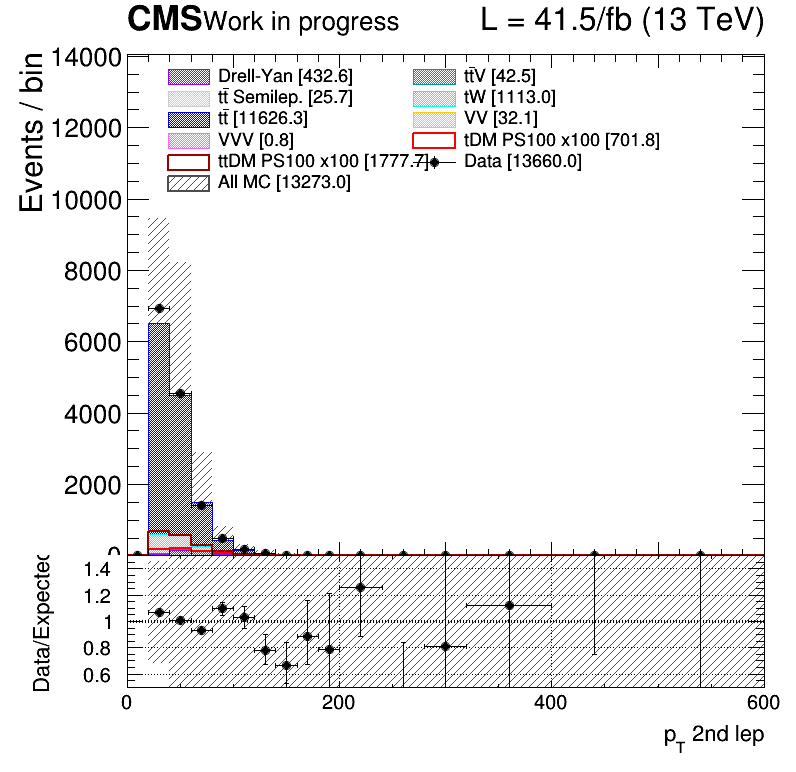 CMS Work in progress L = 41.5/fb (13 TeV)
Events / bin
14000
12000
10000
8000
6000
4000
2000
0
Drell-Yan [432.6] tt̄V [42.5]
tt̄ Semilep. [25.7] tW [1113.0]
tt̄ [11626.3] VV [32.1]
VVV [0.8] tDM PS100 x100 [701.8]
ttDM PS100 x100 [1777.7] Data [13660.0]
All MC [13273.0]
Data/Expected
1.4
1.2
1
0.8
0.6
0 200 400 600
p_T 2nd lep